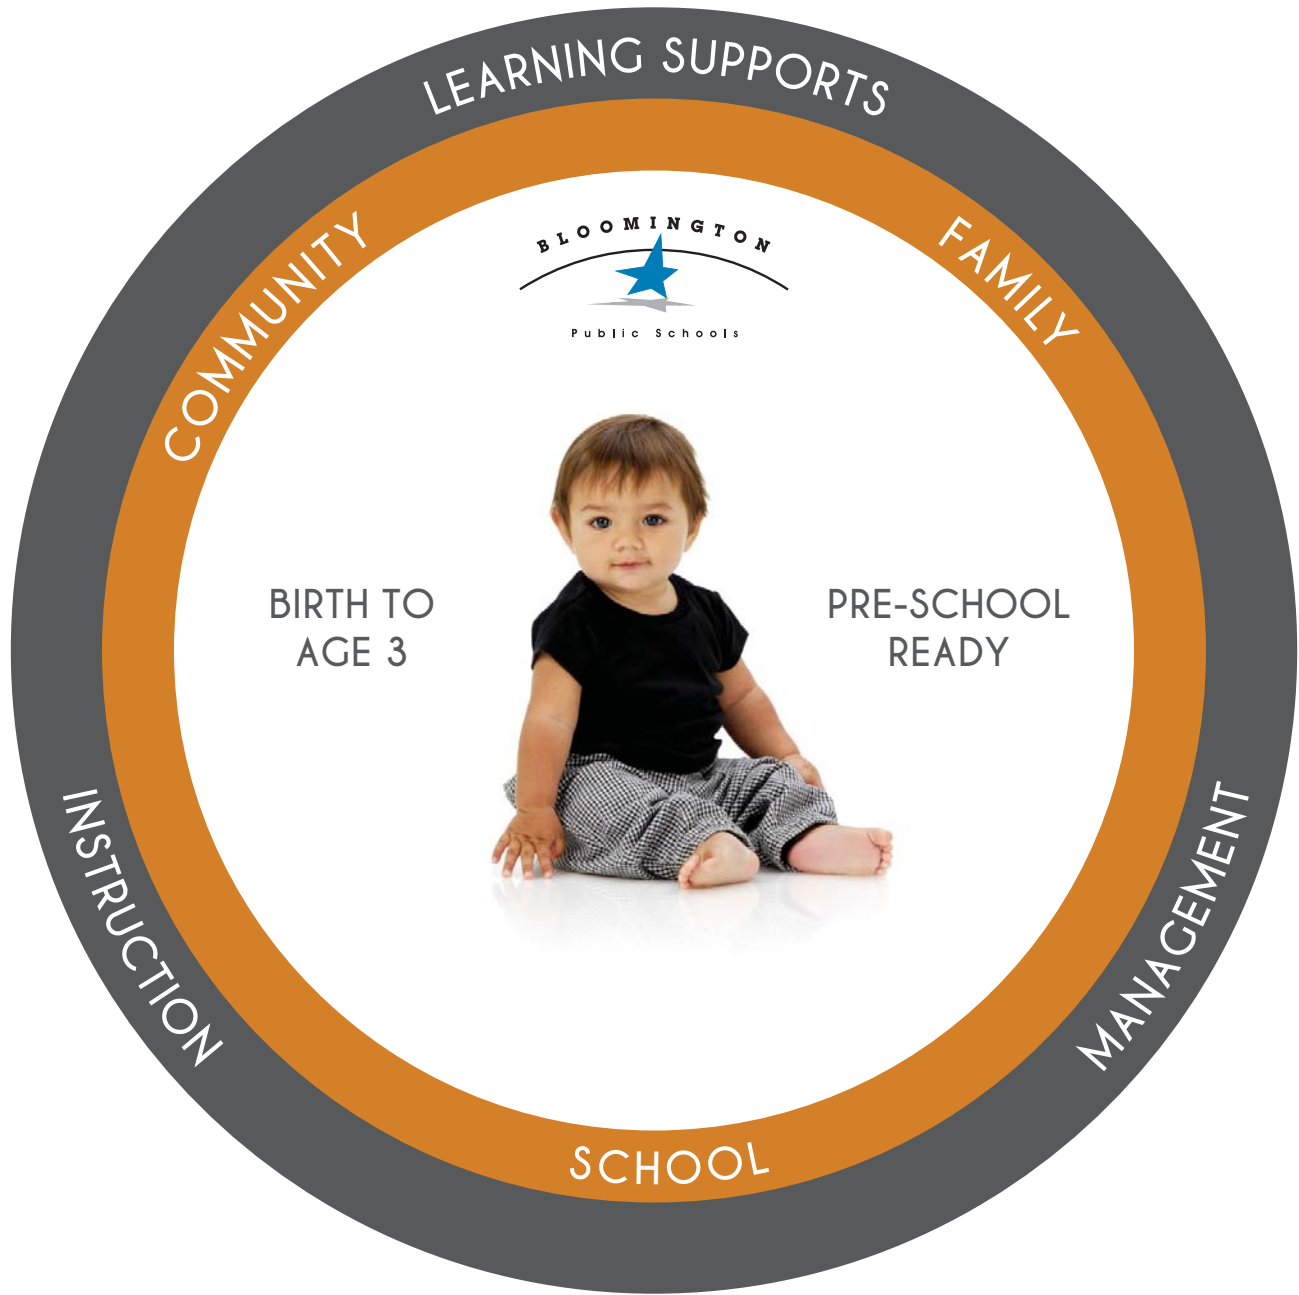 LEARNING SUPPORTS
COMMUNITY
FAMILY
BLOOMINGTON
Public Schools
BIRTH TO
AGE 3
PRE-SCHOOL
READY
INSTRUCTION
MANAGEMENT
SCHOOL